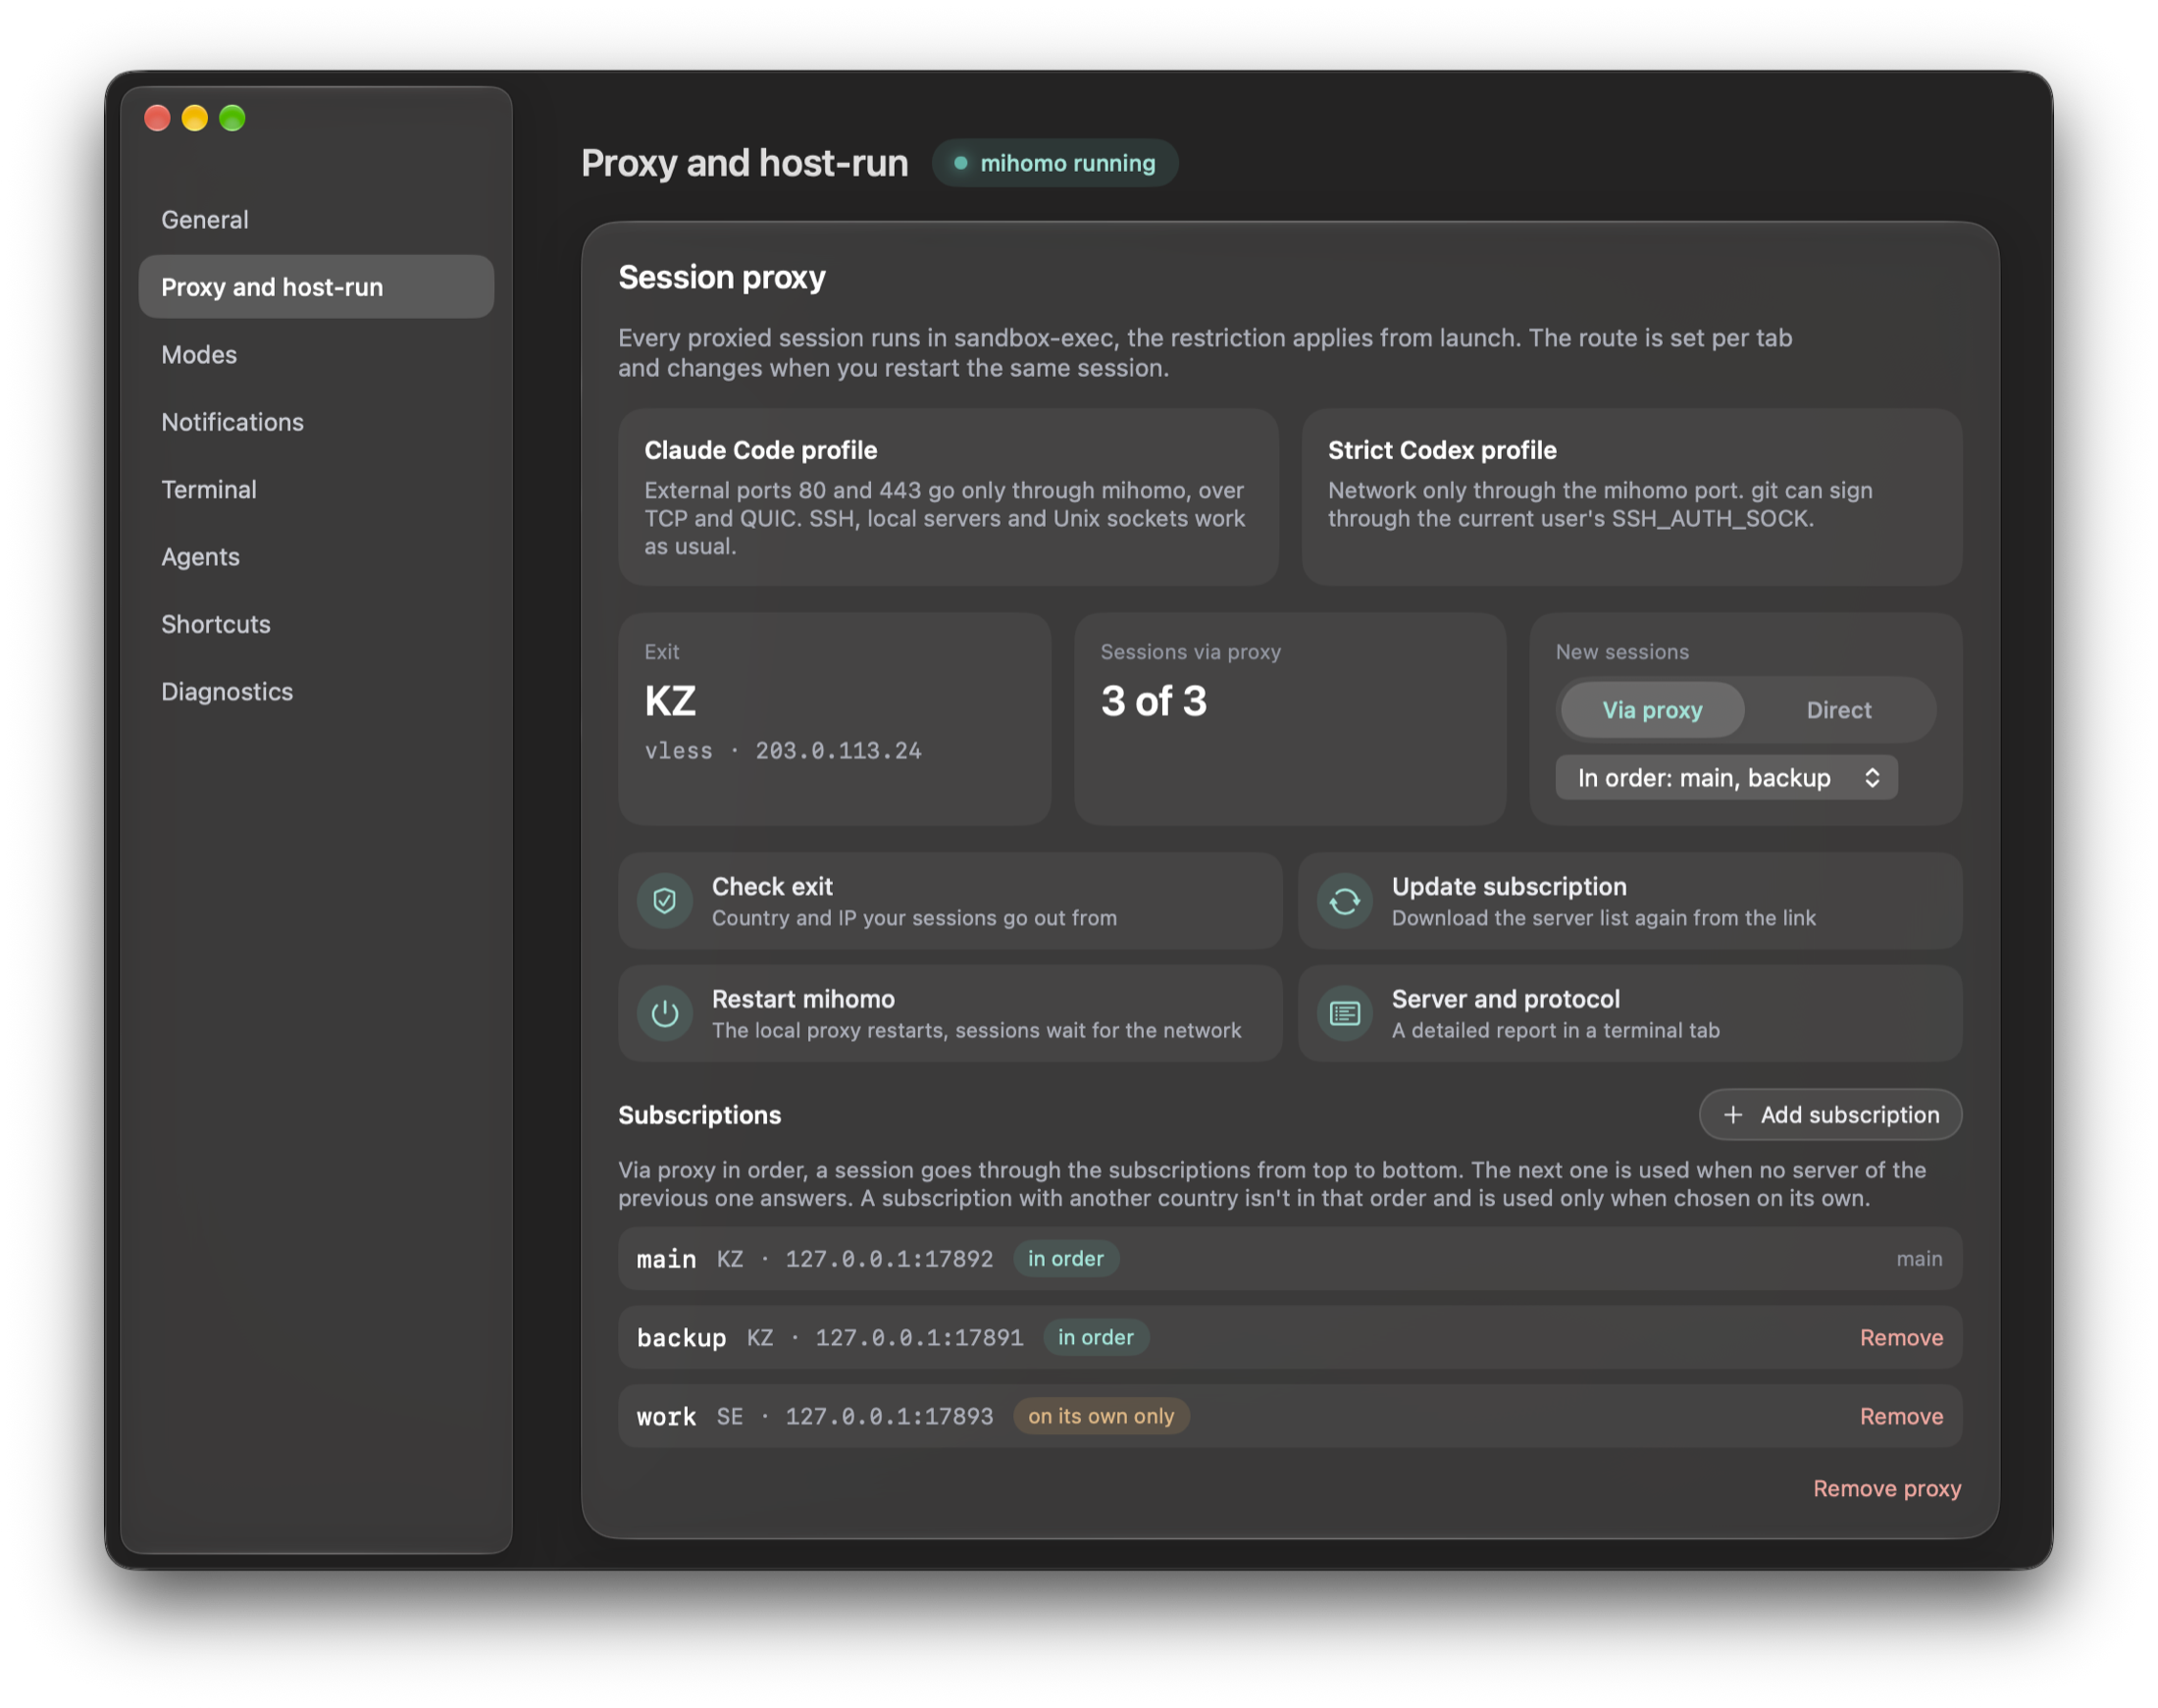 General
Proxy and host-run
Modes
Notifications
Terminal
Agents
Shortcuts
Diagnostics
Proxy and host-run
mihomo running
Session proxy
Every proxied session runs in sandbox-exec, the restriction applies from launch. The route is set per tab
and changes when you restart the same session.
Claude Code profile
External ports 80 and 443 go only through mihomo, over
TCP and QUIC. SSH, local servers and Unix sockets work
as usual.
Strict Codex profile
Network only through the mihomo port. git can sign
through the current user's SSH_AUTH_SOCK.
Exit
KZ
vless · 203.0.113.24
Sessions via proxy
3 of 3
New sessions
Via proxy
Direct
In order: main, backup
Check exit
Country and IP your sessions go out from
Update subscription
Download the server list again from the link
Restart mihomo
The local proxy restarts, sessions wait for the network
Server and protocol
A detailed report in a terminal tab
Subscriptions
+ Add subscription
Via proxy in order, a session goes through the subscriptions from top to bottom. The next one is used when no server of the
previous one answers. A subscription with another country isn't in that order and is used only when chosen on its own.
main KZ · 127.0.0.1:17892 in order main
backup KZ · 127.0.0.1:17891 in order Remove
work SE · 127.0.0.1:17893 on its own only Remove
Remove proxy